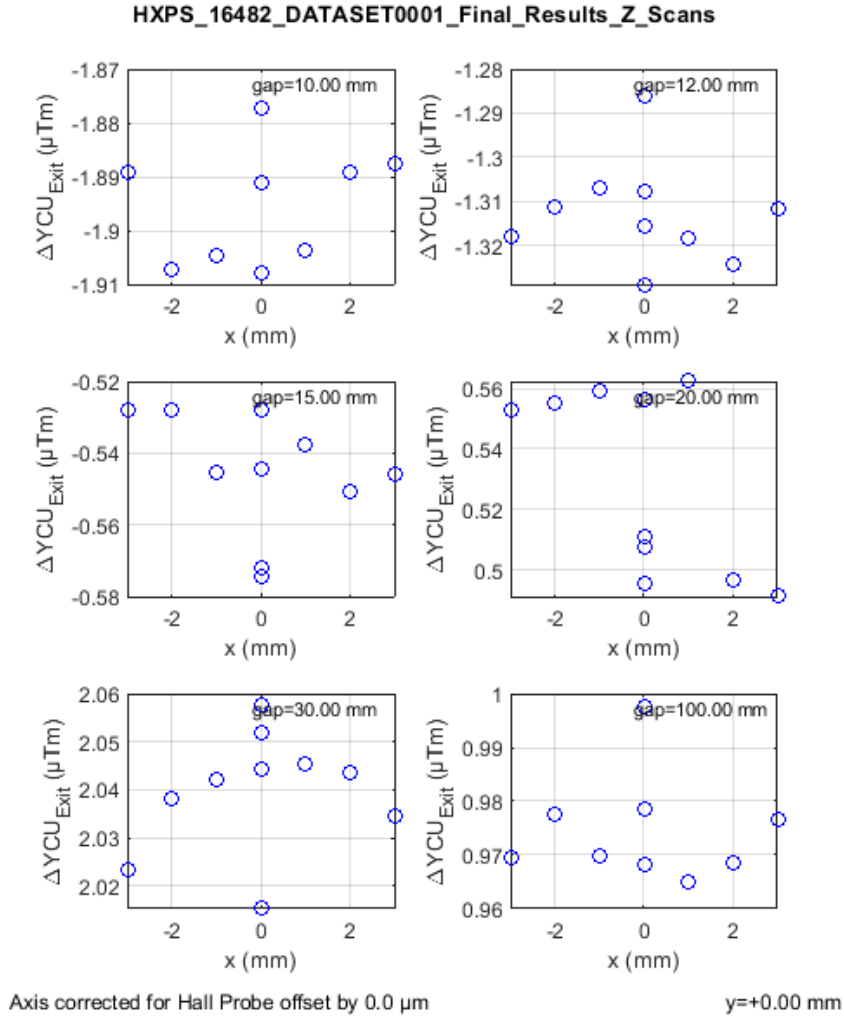 HXPS_16482_DATASET0001_Final_Results_Z_Scans
gap=10.00 mm
-1.87
-1.88
-1.89
-1.9
-1.91
ΔYCU_Exit (µTm)
-2 0 2
x (mm)
gap=12.00 mm
-1.28
-1.29
-1.3
-1.31
-1.32
ΔYCU_Exit (µTm)
-2 0 2
x (mm)
gap=15.00 mm
-0.52
-0.54
-0.56
-0.58
ΔYCU_Exit (µTm)
-2 0 2
x (mm)
gap=20.00 mm
0.56
0.54
0.52
0.5
ΔYCU_Exit (µTm)
-2 0 2
x (mm)
gap=30.00 mm
2.06
2.05
2.04
2.03
2.02
ΔYCU_Exit (µTm)
-2 0 2
x (mm)
gap=100.00 mm
1
0.99
0.98
0.97
0.96
ΔYCU_Exit (µTm)
-2 0 2
x (mm)
Axis corrected for Hall Probe offset by 0.0 µm
y=+0.00 mm